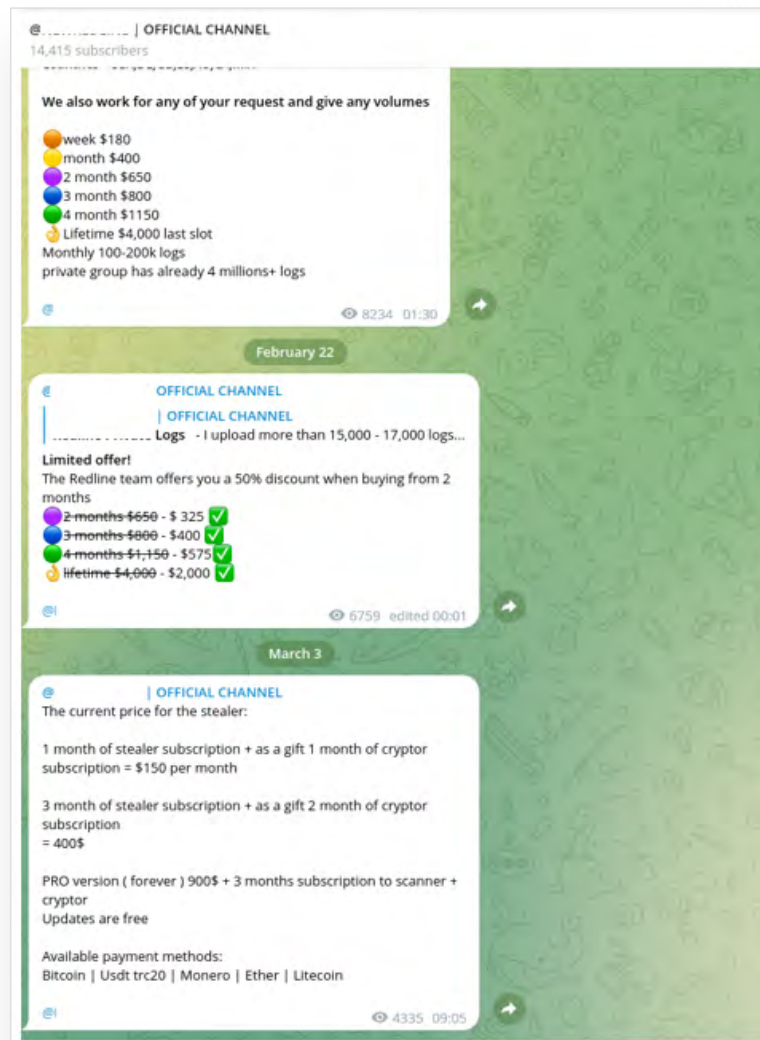 @ | OFFICIAL CHANNEL
14,415 subscribers
We also work for any of your request and give any volumes
week $180
month $400
2 month $650
3 month $800
4 month $1150
Lifetime $4,000 last slot
Monthly 100-200k logs
private group has already 4 millions+ logs
@
8234 01:30
February 22
@ OFFICIAL CHANNEL
| OFFICIAL CHANNEL
Logs - I upload more than 15,000 - 17,000 logs...
Limited offer!
The Redline team offers you a 50% discount when buying from 2
months
2 months $650 - $ 325 ✅
3 months $800 - $400 ✅
4 months $1,150 - $575✅
lifetime $4,000 - $2,000 ✅
@
6759 edited 00:01
March 3
@ | OFFICIAL CHANNEL
The current price for the stealer:
1 month of stealer subscription + as a gift 1 month of cryptor
subscription = $150 per month
3 month of stealer subscription + as a gift 2 month of cryptor
subscription
= 400$
PRO version ( forever ) 900$ + 3 months subscription to scanner +
cryptor
Updates are free
Available payment methods:
Bitcoin | Usdt trc20 | Monero | Ether | Litecoin
@
4335 09:05